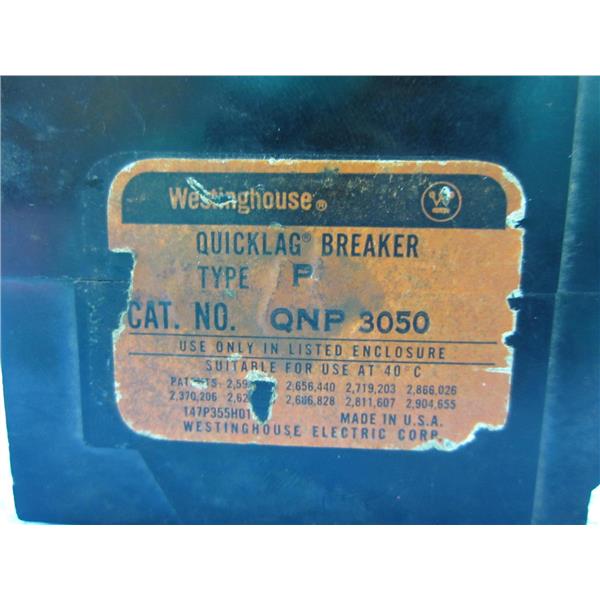 Westinghouse®
QUICKLAG® BREAKER
TYPE P
CAT. NO. QNP 3050
USE ONLY IN LISTED ENCLOSURE
SUITABLE FOR USE AT 40°C
2,656,440 2,719,203 2,866,026
2,370,206 2,686,828 2,811,607 2,904,655
147P355H01 MADE IN U.S.A.
WESTINGHOUSE ELECTRIC CORP.